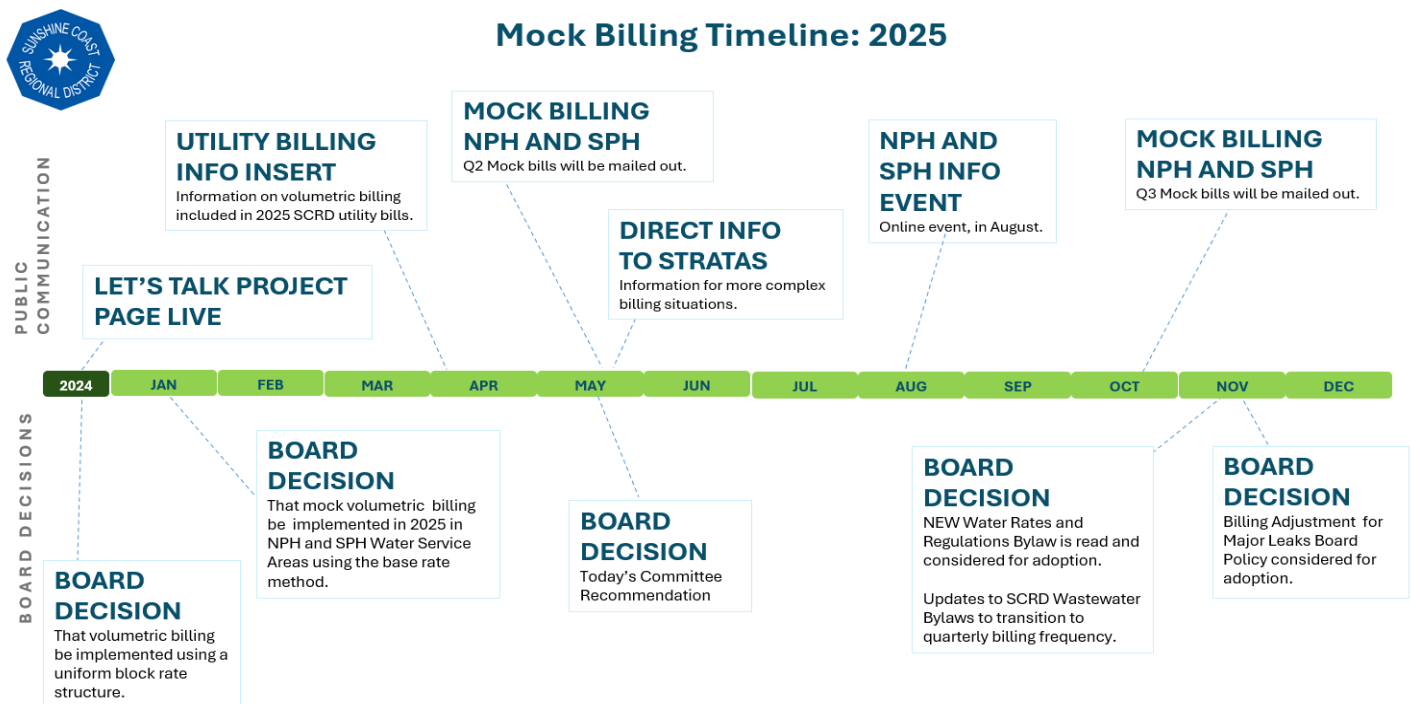 SUNSHINE COAST
REGIONAL DISTRICT
Mock Billing Timeline: 2025
PUBLIC
COMMUNICATION
LET’S TALK PROJECT
PAGE LIVE
UTILITY BILLING
INFO INSERT
Information on volumetric billing
included in 2025 SCRD utility bills.
MOCK BILLING
NPH AND SPH
Q2 Mock bills will be mailed out.
DIRECT INFO
TO STRATAS
Information for more complex
billing situations.
NPH AND
SPH INFO
EVENT
Online event, in August.
MOCK BILLING
NPH AND SPH
Q3 Mock bills will be mailed out.
2024
JAN
FEB
MAR
APR
MAY
JUN
JUL
AUG
SEP
OCT
NOV
DEC
BOARD DECISIONS
BOARD
DECISION
That volumetric billing
be implemented using a
uniform block rate
structure.
BOARD
DECISION
That mock volumetric  billing
be  implemented in 2025 in
NPH and SPH Water Service
Areas using the base rate
method.
BOARD
DECISION
Today’s Committee
Recommendation
BOARD
DECISION
NEW Water Rates and
Regulations Bylaw is read and
considered for adoption.
Updates to SCRD Wastewater
Bylaws to transition to
quarterly billing frequency.
BOARD
DECISION
Billing Adjustment  for
Major Leaks Board
Policy considered for
adoption.